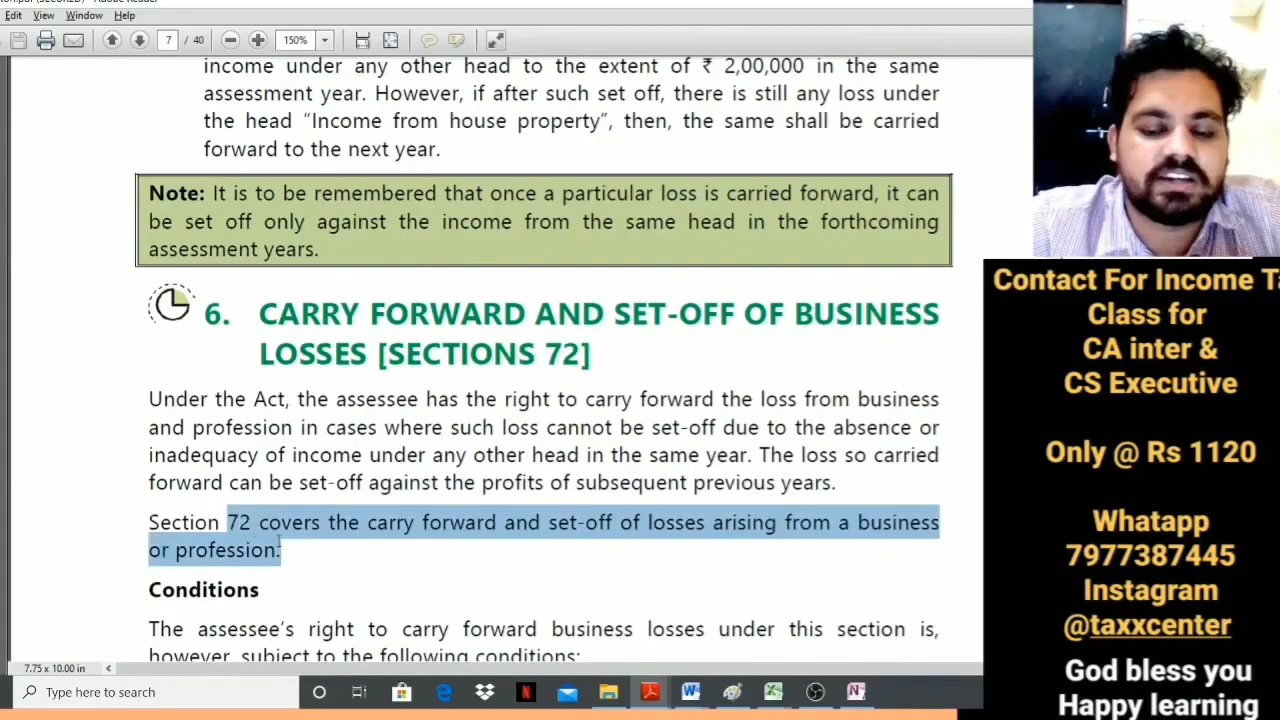 Edit View Window Help
7 / 40 150%
income under any other head to the extent of ₹ 2,00,000 in the same
assessment year. However, if after such set off, there is still any loss under
the head “Income from house property”, then, the same shall be carried
forward to the next year.
Note: It is to be remembered that once a particular loss is carried forward, it can
be set off only against the income from the same head in the forthcoming
assessment years.
6. CARRY FORWARD AND SET-OFF OF BUSINESS
LOSSES [SECTIONS 72]
Under the Act, the assessee has the right to carry forward the loss from business
and profession in cases where such loss cannot be set-off due to the absence or
inadequacy of income under any other head in the same year. The loss so carried
forward can be set-off against the profits of subsequent previous years.
Section 72 covers the carry forward and set-off of losses arising from a business
or profession.
Conditions
The assessee’s right to carry forward business losses under this section is,
however, subject to the following conditions:
7.75 x 10.00 in
Type here to search
Contact For Income Ta
Class for
CA inter &
CS Executive
Only @ Rs 1120
Whatapp
7977387445
Instagram
@taxxcenter
God bless you
Happy learning